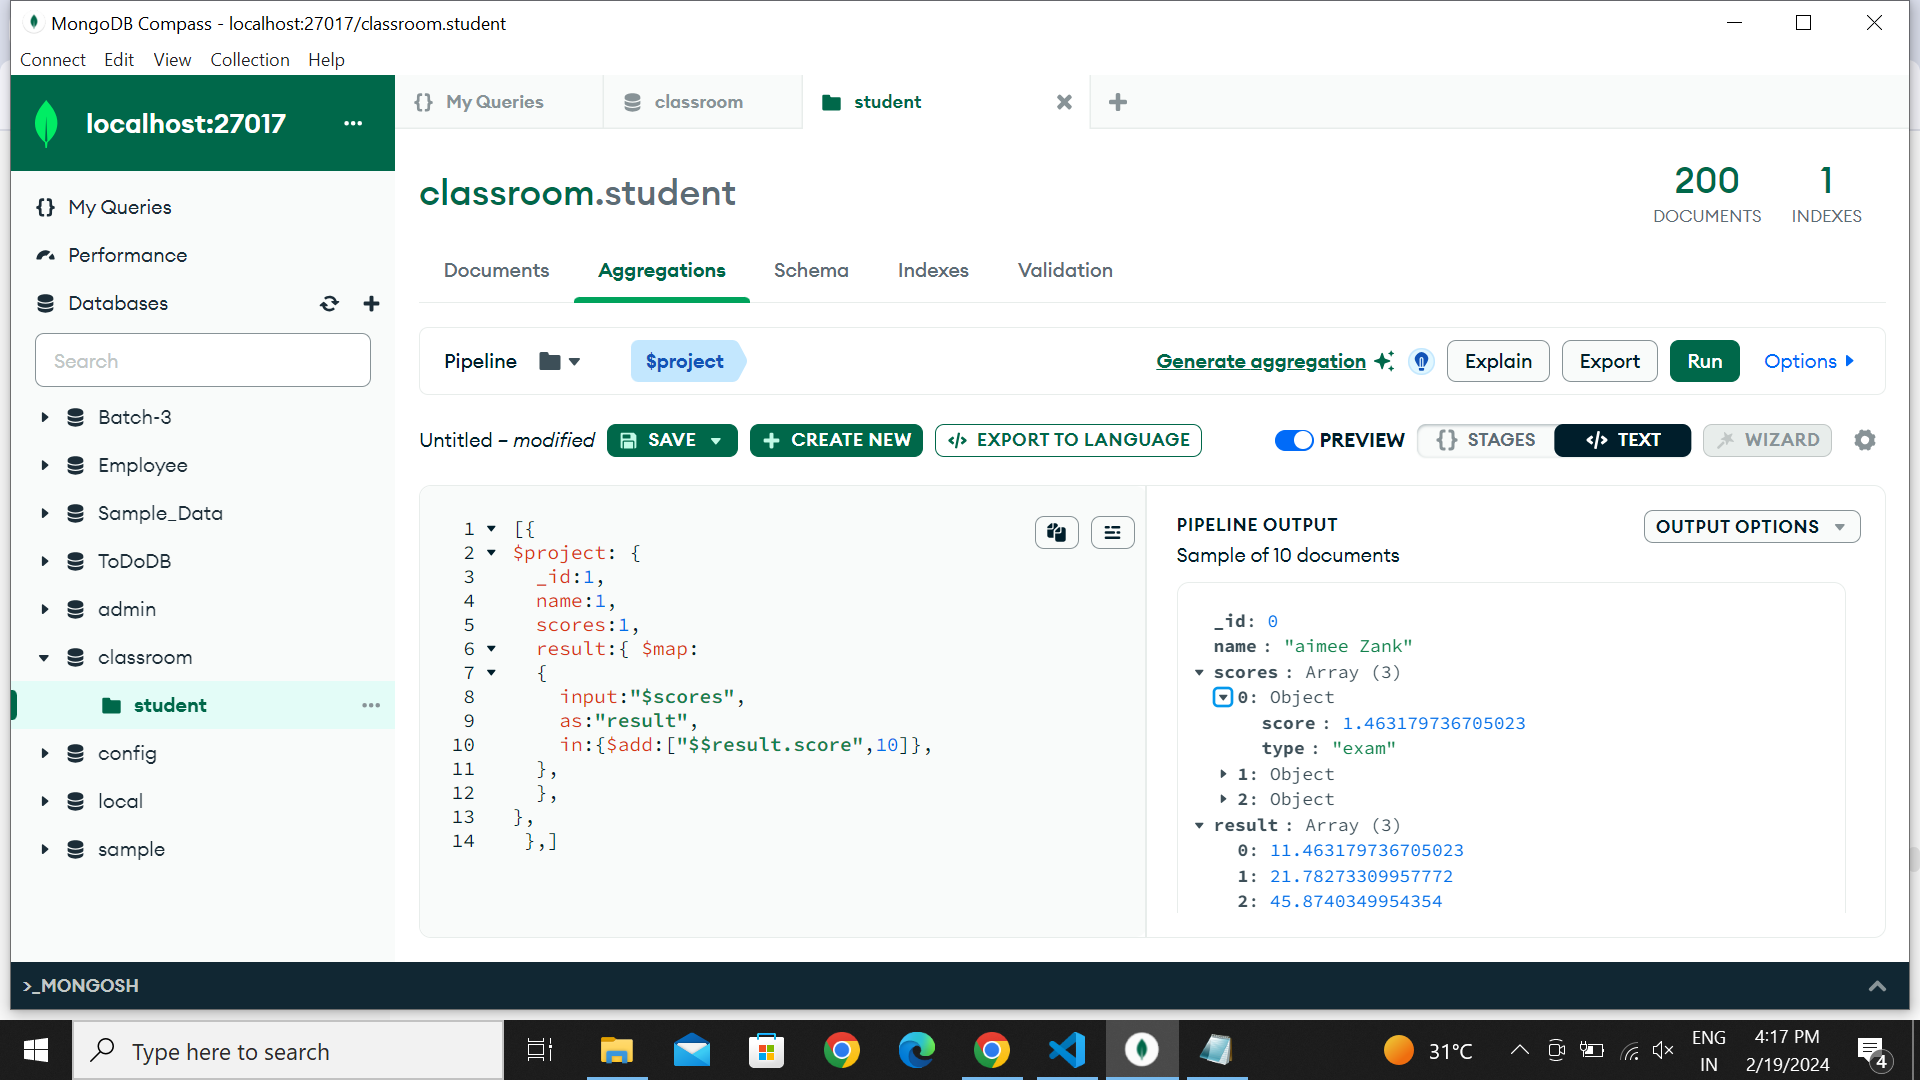 MongoDB Compass - localhost:27017/classroom.student
Connect Edit View Collection Help
localhost:27017 ...
{} My Queries
classroom
student
My Queries
Performance
Databases
Search
Batch-3
Employee
Sample_Data
ToDoDB
admin
classroom
student
config
local
sample
classroom.student
200
DOCUMENTS
1
INDEXES
Documents Aggregations Schema Indexes Validation
Pipeline
$project
Generate aggregation
Explain
Export
Run
Options
Untitled – modified
SAVE
CREATE NEW
</> EXPORT TO LANGUAGE
PREVIEW
{} STAGES
</> TEXT
WIZARD
1 [{
2 $project: {
3 _id:1,
4 name:1,
5 scores:1,
6 result:{ $map:
7 {
8 input:"$scores",
9 as:"result",
10 in:{$add:["$$result.score",10]},
11 },
12 },
13 },
14 },]
PIPELINE OUTPUT
Sample of 10 documents
OUTPUT OPTIONS
_id: 0
name : "aimee Zank"
scores : Array (3)
0: Object
score : 1.463179736705023
type : "exam"
1: Object
2: Object
result : Array (3)
0: 11.463179736705023
1: 21.78273309957772
2: 45.8740349954354
>_MONGOSH
Type here to search
31°C
ENG
IN
4:17 PM
2/19/2024
4